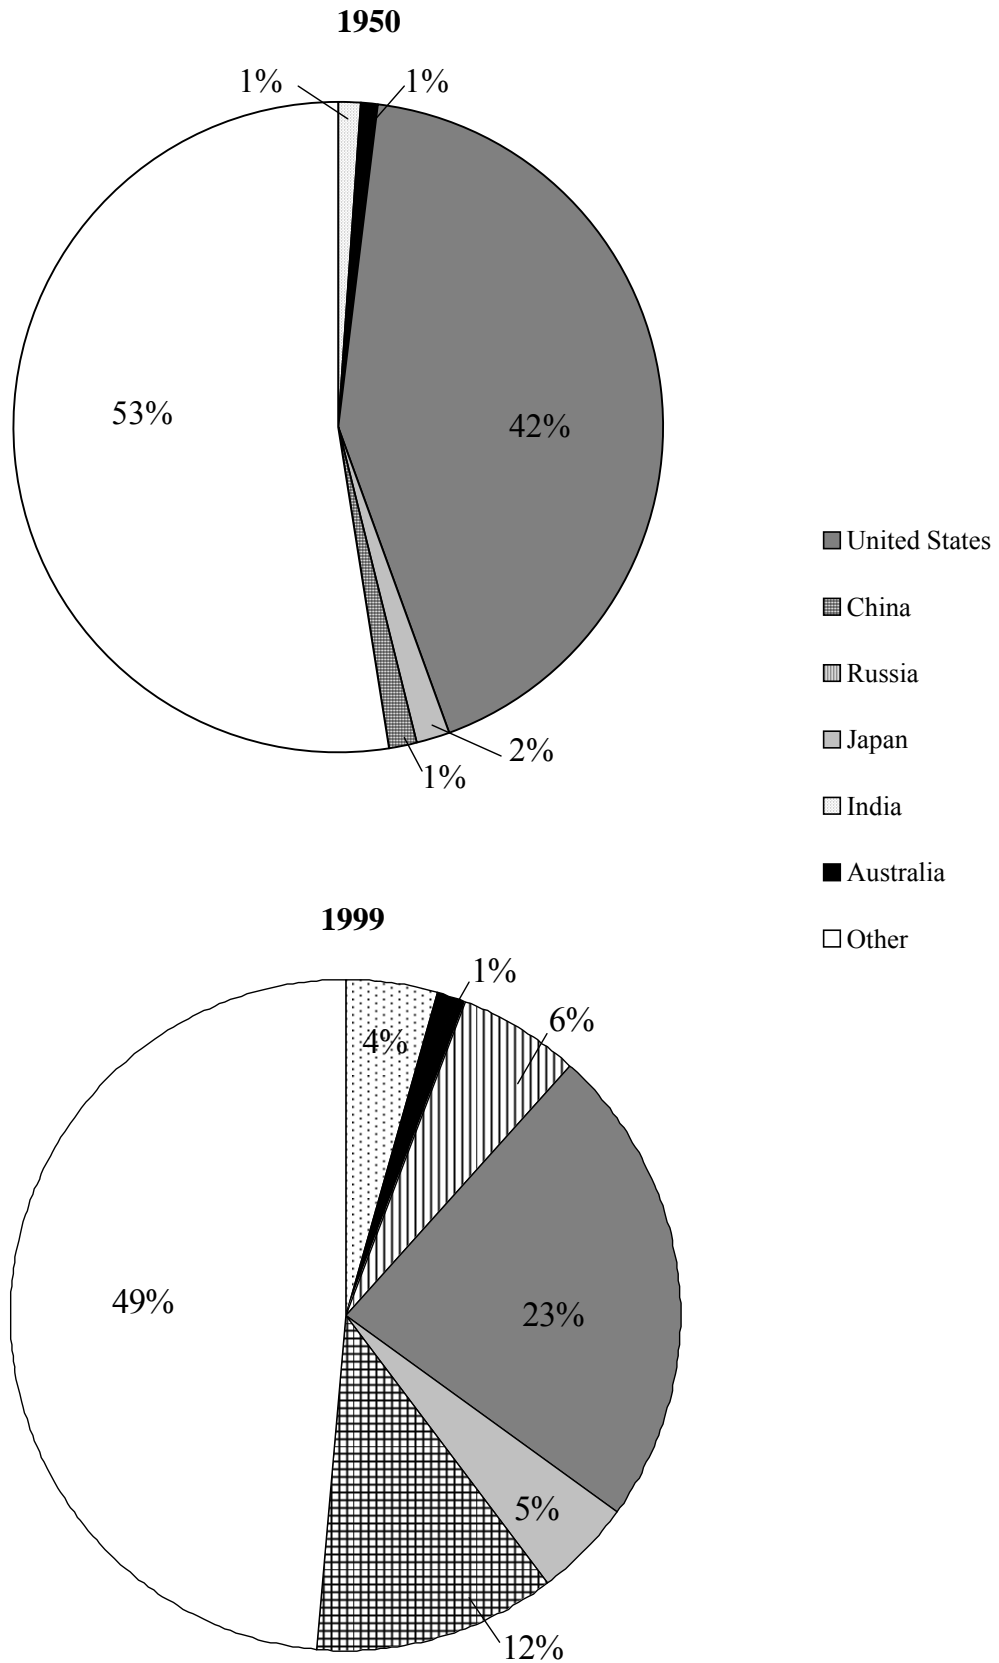 1950
1%
1%
53%
42%
2%
1%
United States
China
Russia
Japan
India
Australia
Other
1999
1%
6%
4%
49%
23%
5%
12%